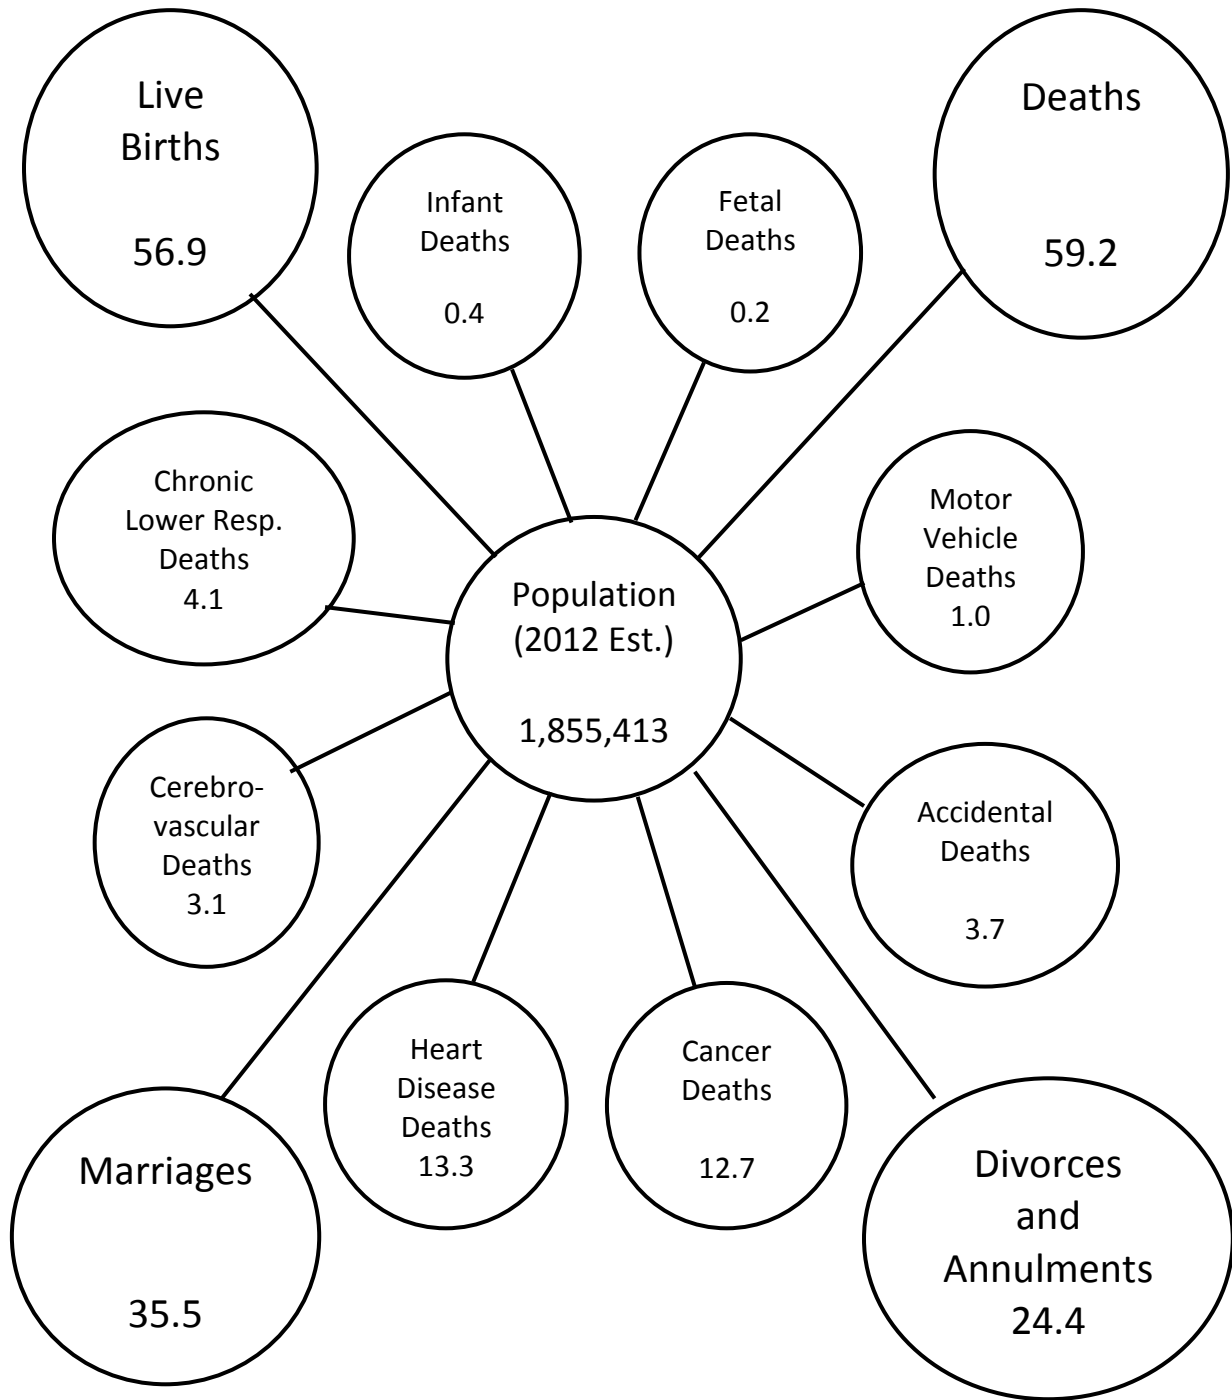 Live
Births
56.9
Infant
Deaths
0.4
Fetal
Deaths
0.2
Deaths
59.2
Chronic
Lower Resp.
Deaths
4.1
Motor
Vehicle
Deaths
1.0
Population
(2012 Est.)
1,855,413
Cerebro-
vascular
Deaths
3.1
Accidental
Deaths
3.7
Marriages
35.5
Heart
Disease
Deaths
13.3
Cancer
Deaths
12.7
Divorces
and
Annulments
24.4